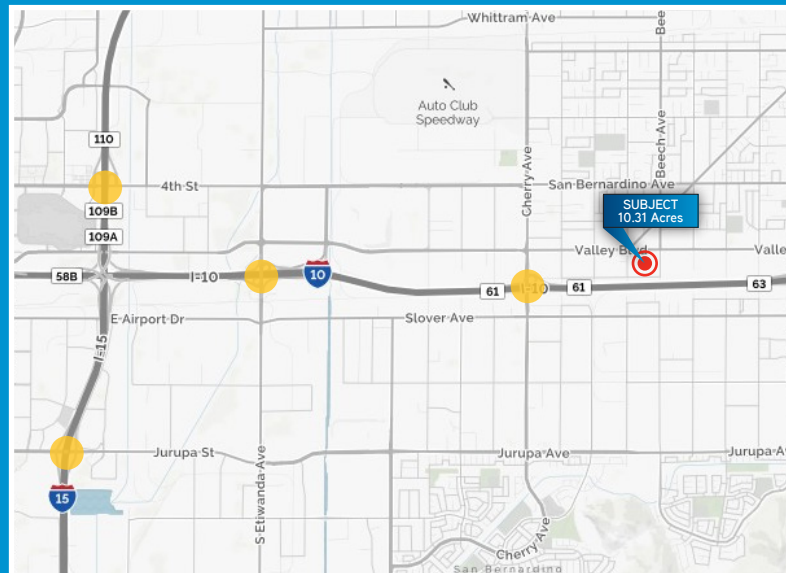 Whittram Ave
Bee
Auto Club
Speedway
110
Cherry Ave
Beech Ave
4th St
San Bernardino Ave
109B
SUBJECT
10.31 Acres
109A
Valley Blvd
Valle
58B
I-10
10
61
I-10
61
63
E Airport Dr
Slover Ave
I-15
Jurupa St
S Etiwanda Ave
Jurupa Ave
Jurupa Av
15
Cherry Ave
San Bernardino